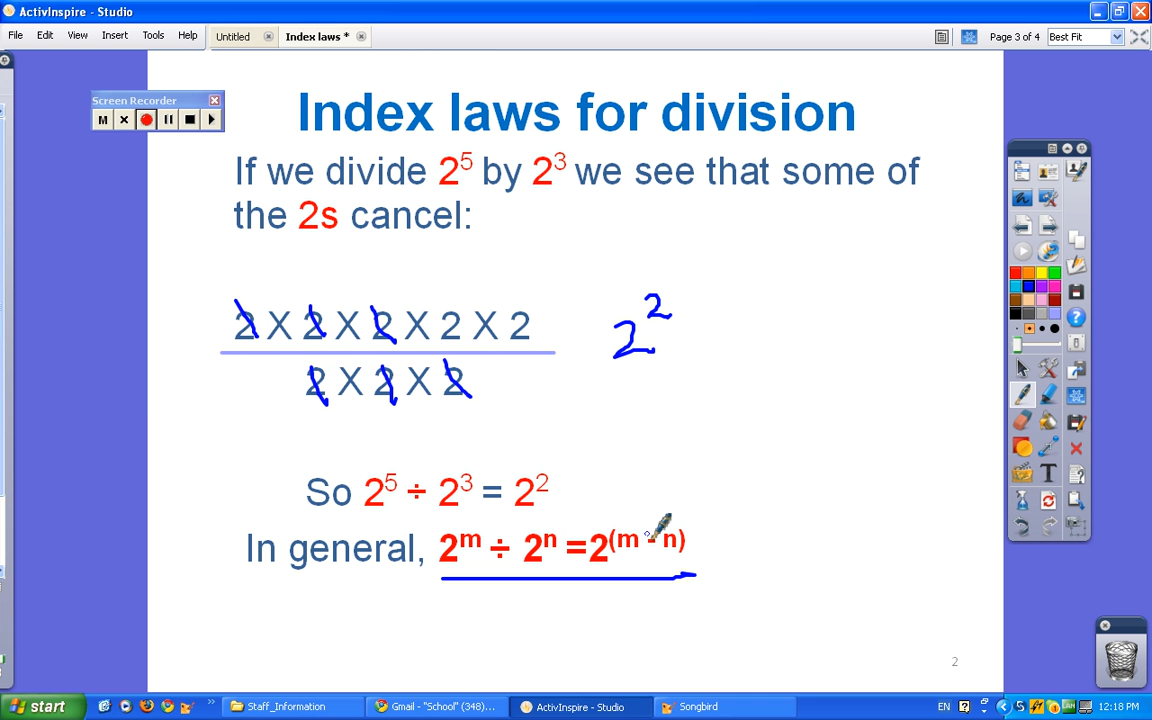 ActivInspire - Studio
File Edit View Insert Tools Help Untitled Index laws * Page 3 of 4 Best Fit
Screen Recorder
M
Index laws for division
If we divide 2⁵ by 2³ we see that some of
the 2s cancel:
2 X 2 X 2 X 2 X 2
2²
2 X 2 X 2
So 2⁵ ÷ 2³ = 2²
In general, 2ᵐ ÷ 2ⁿ =2⁽ᵐ ⁻ ⁿ⁾
2
start Staff_Information Gmail - "School" (348)... ActivInspire - Studio Songbird EN 12:18 PM